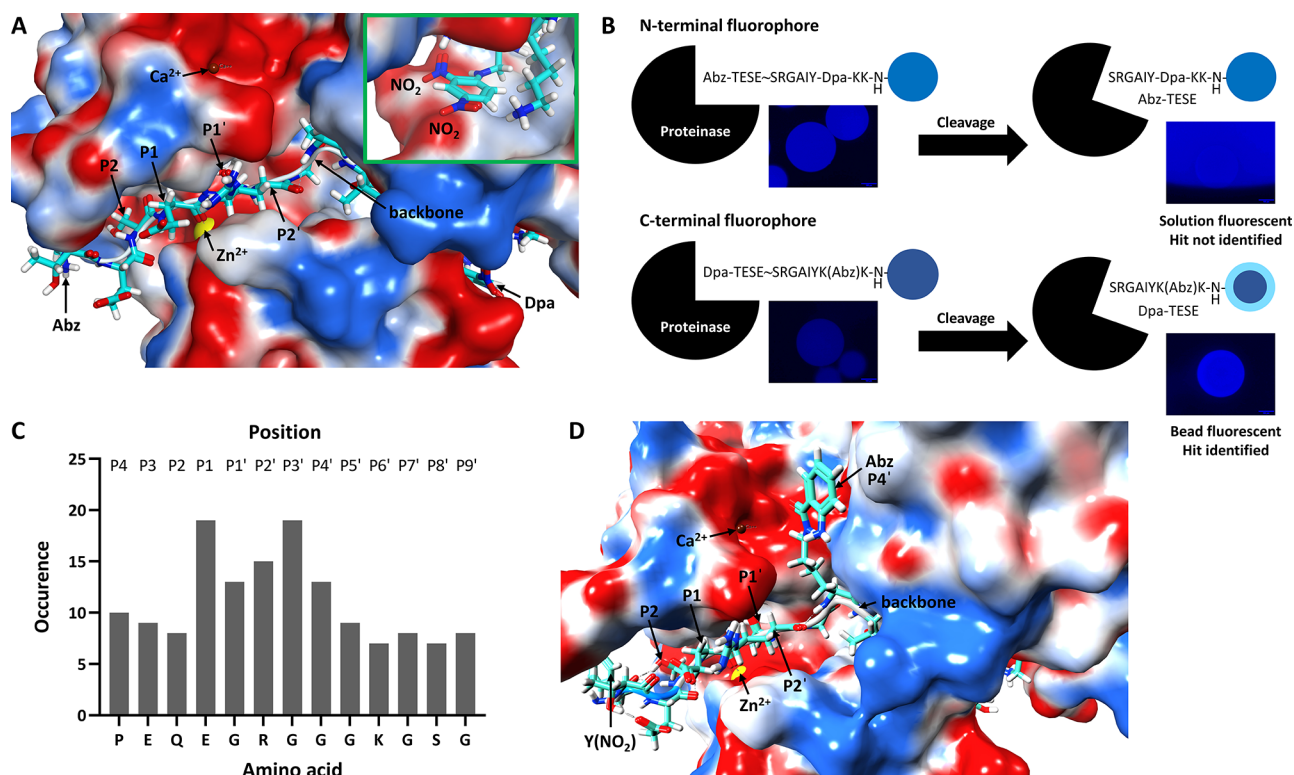 A
Ca2+
NO2
NO2
P1'
P1
P2
backbone
P2'
Zn2+
Abz
Dpa
B
N-terminal fluorophore
Abz-TESE~SRGAIY-Dpa-KK-N
H
Proteinase
Cleavage
SRGAIY-Dpa-KK-N
H
Abz-TESE
Solution fluorescent
Hit not identified
C-terminal fluorophore
Dpa-TESE~SRGAIYK(Abz)K-N-
H
Proteinase
Cleavage
SRGAIYK(Abz)K-N-
H
Dpa-TESE
Bead fluorescent
Hit identified
C
Position
P4 P3 P2 P1 P1' P2' P3' P4' P5' P6' P7' P8' P9'
25
20
15
10
5
0
Occurence
P E Q E G R G G G K G S G
Amino acid
D
Abz
P4'
Ca2+
P1'
P1
P2
backbone
P2'
Zn2+
Y(NO2)